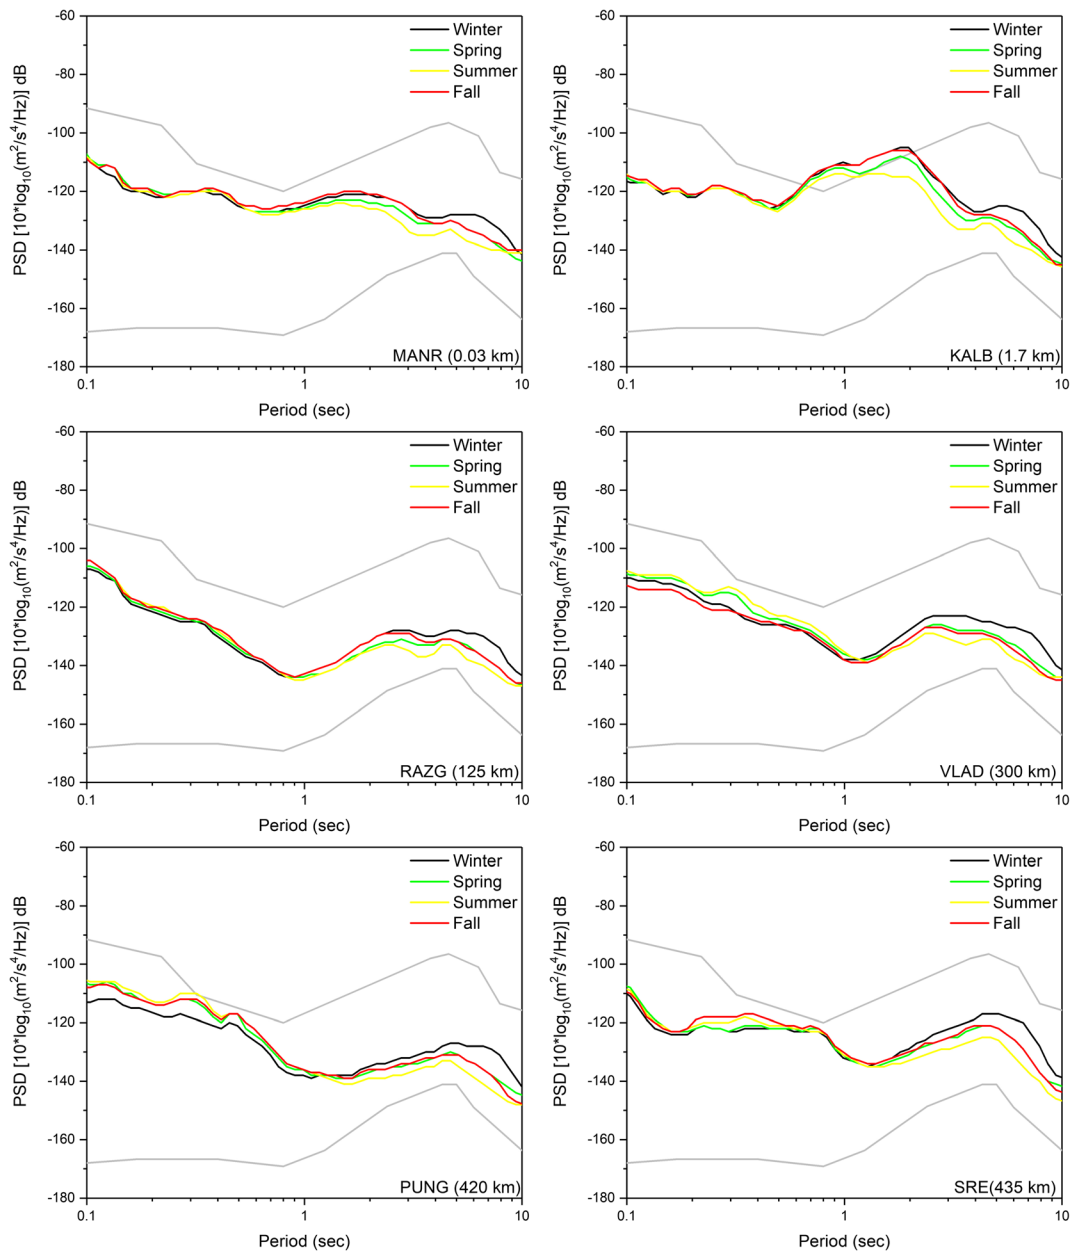 -60
-80
-100
-120
-140
-160
-180
PSD [10*log10(m²/s⁴/Hz)] dB
Winter
Spring
Summer
Fall
MANR (0.03 km)
0.1
1
10
Period (sec)
-60
-80
-100
-120
-140
-160
-180
PSD [10*log10(m²/s⁴/Hz)] dB
Winter
Spring
Summer
Fall
KALB (1.7 km)
0.1
1
10
Period (sec)
-60
-80
-100
-120
-140
-160
-180
PSD [10*log10(m²/s⁴/Hz)] dB
Winter
Spring
Summer
Fall
RAZG (125 km)
0.1
1
10
Period (sec)
-60
-80
-100
-120
-140
-160
-180
PSD [10*log10(m²/s⁴/Hz)] dB
Winter
Spring
Summer
Fall
VLAD (300 km)
0.1
1
10
Period (sec)
-60
-80
-100
-120
-140
-160
-180
PSD [10*log10(m²/s⁴/Hz)] dB
Winter
Spring
Summer
Fall
PUNG (420 km)
0.1
1
10
Period (sec)
-60
-80
-100
-120
-140
-160
-180
PSD [10*log10(m²/s⁴/Hz)] dB
Winter
Spring
Summer
Fall
SRE(435 km)
0.1
1
10
Period (sec)